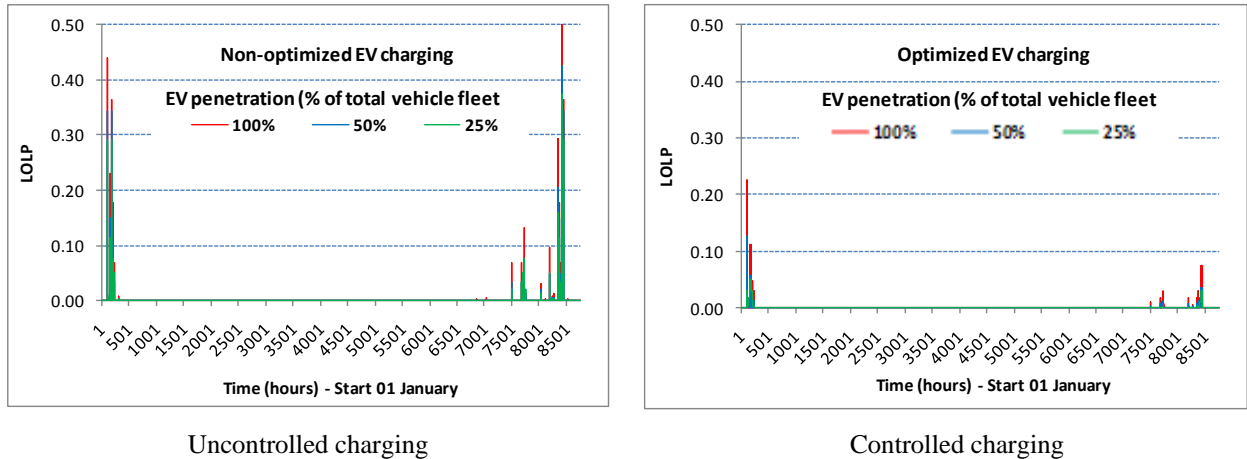 Non-optimized EV charging
EV penetration (% of total vehicle fleet
100% 50% 25%
LOLP
0.50
0.40
0.30
0.20
0.10
0.00
1 501 1001 1501 2001 2501 3001 3501 4001 4501 5001 5501 6001 6501 7001 7501 8001 8501
Time (hours) - Start 01 January
Uncontrolled charging
Optimized EV charging
EV penetration (% of total vehicle fleet
100% 50% 25%
LOLP
0.50
0.40
0.30
0.20
0.10
0.00
1 501 1001 1501 2001 2501 3001 3501 4001 4501 5001 5501 6001 6501 7001 7501 8001 8501
Time (hours) - Start 01 January
Controlled charging